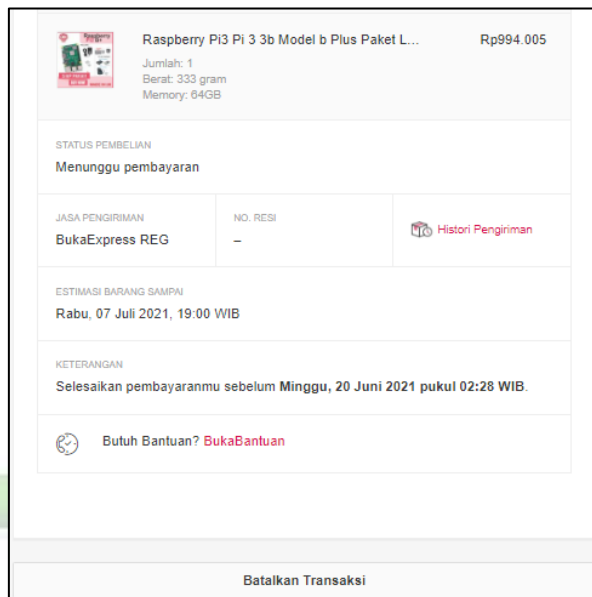 Raspberry Pi3 Pi 3 3b Model b Plus Paket L...
Rp994.005
Jumlah: 1
Berat: 333 gram
Memory: 64GB
STATUS PEMBELIAN
Menunggu pembayaran
JASA PENGIRIMAN
BukaExpress REG
NO. RESI
–
Histori Pengiriman
ESTIMASI BARANG SAMPAI
Rabu, 07 Juli 2021, 19:00 WIB
KETERANGAN
Selesaikan pembayaranmu sebelum Minggu, 20 Juni 2021 pukul 02:28 WIB.
Butuh Bantuan? BukaBantuan
Batalkan Transaksi